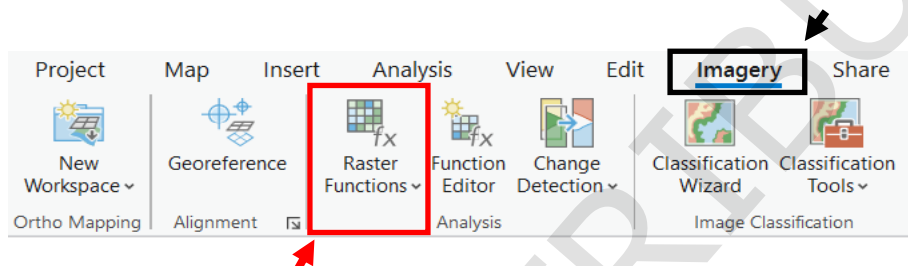 Project Map Insert Analysis View Edit Imagery Share
New Workspace
Georeference
Raster Functions
Function Editor
Change Detection
Classification Wizard
Classification Tools
Ortho Mapping Alignment Analysis Image Classification